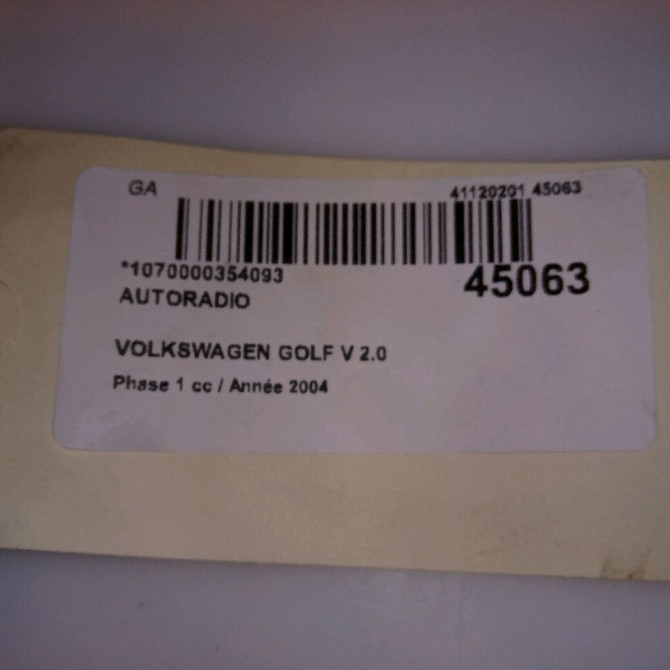 GA 41120201 45063
*1070000354093 45063
AUTORADIO
VOLKSWAGEN GOLF V 2.0
Phase 1 cc / Année 2004